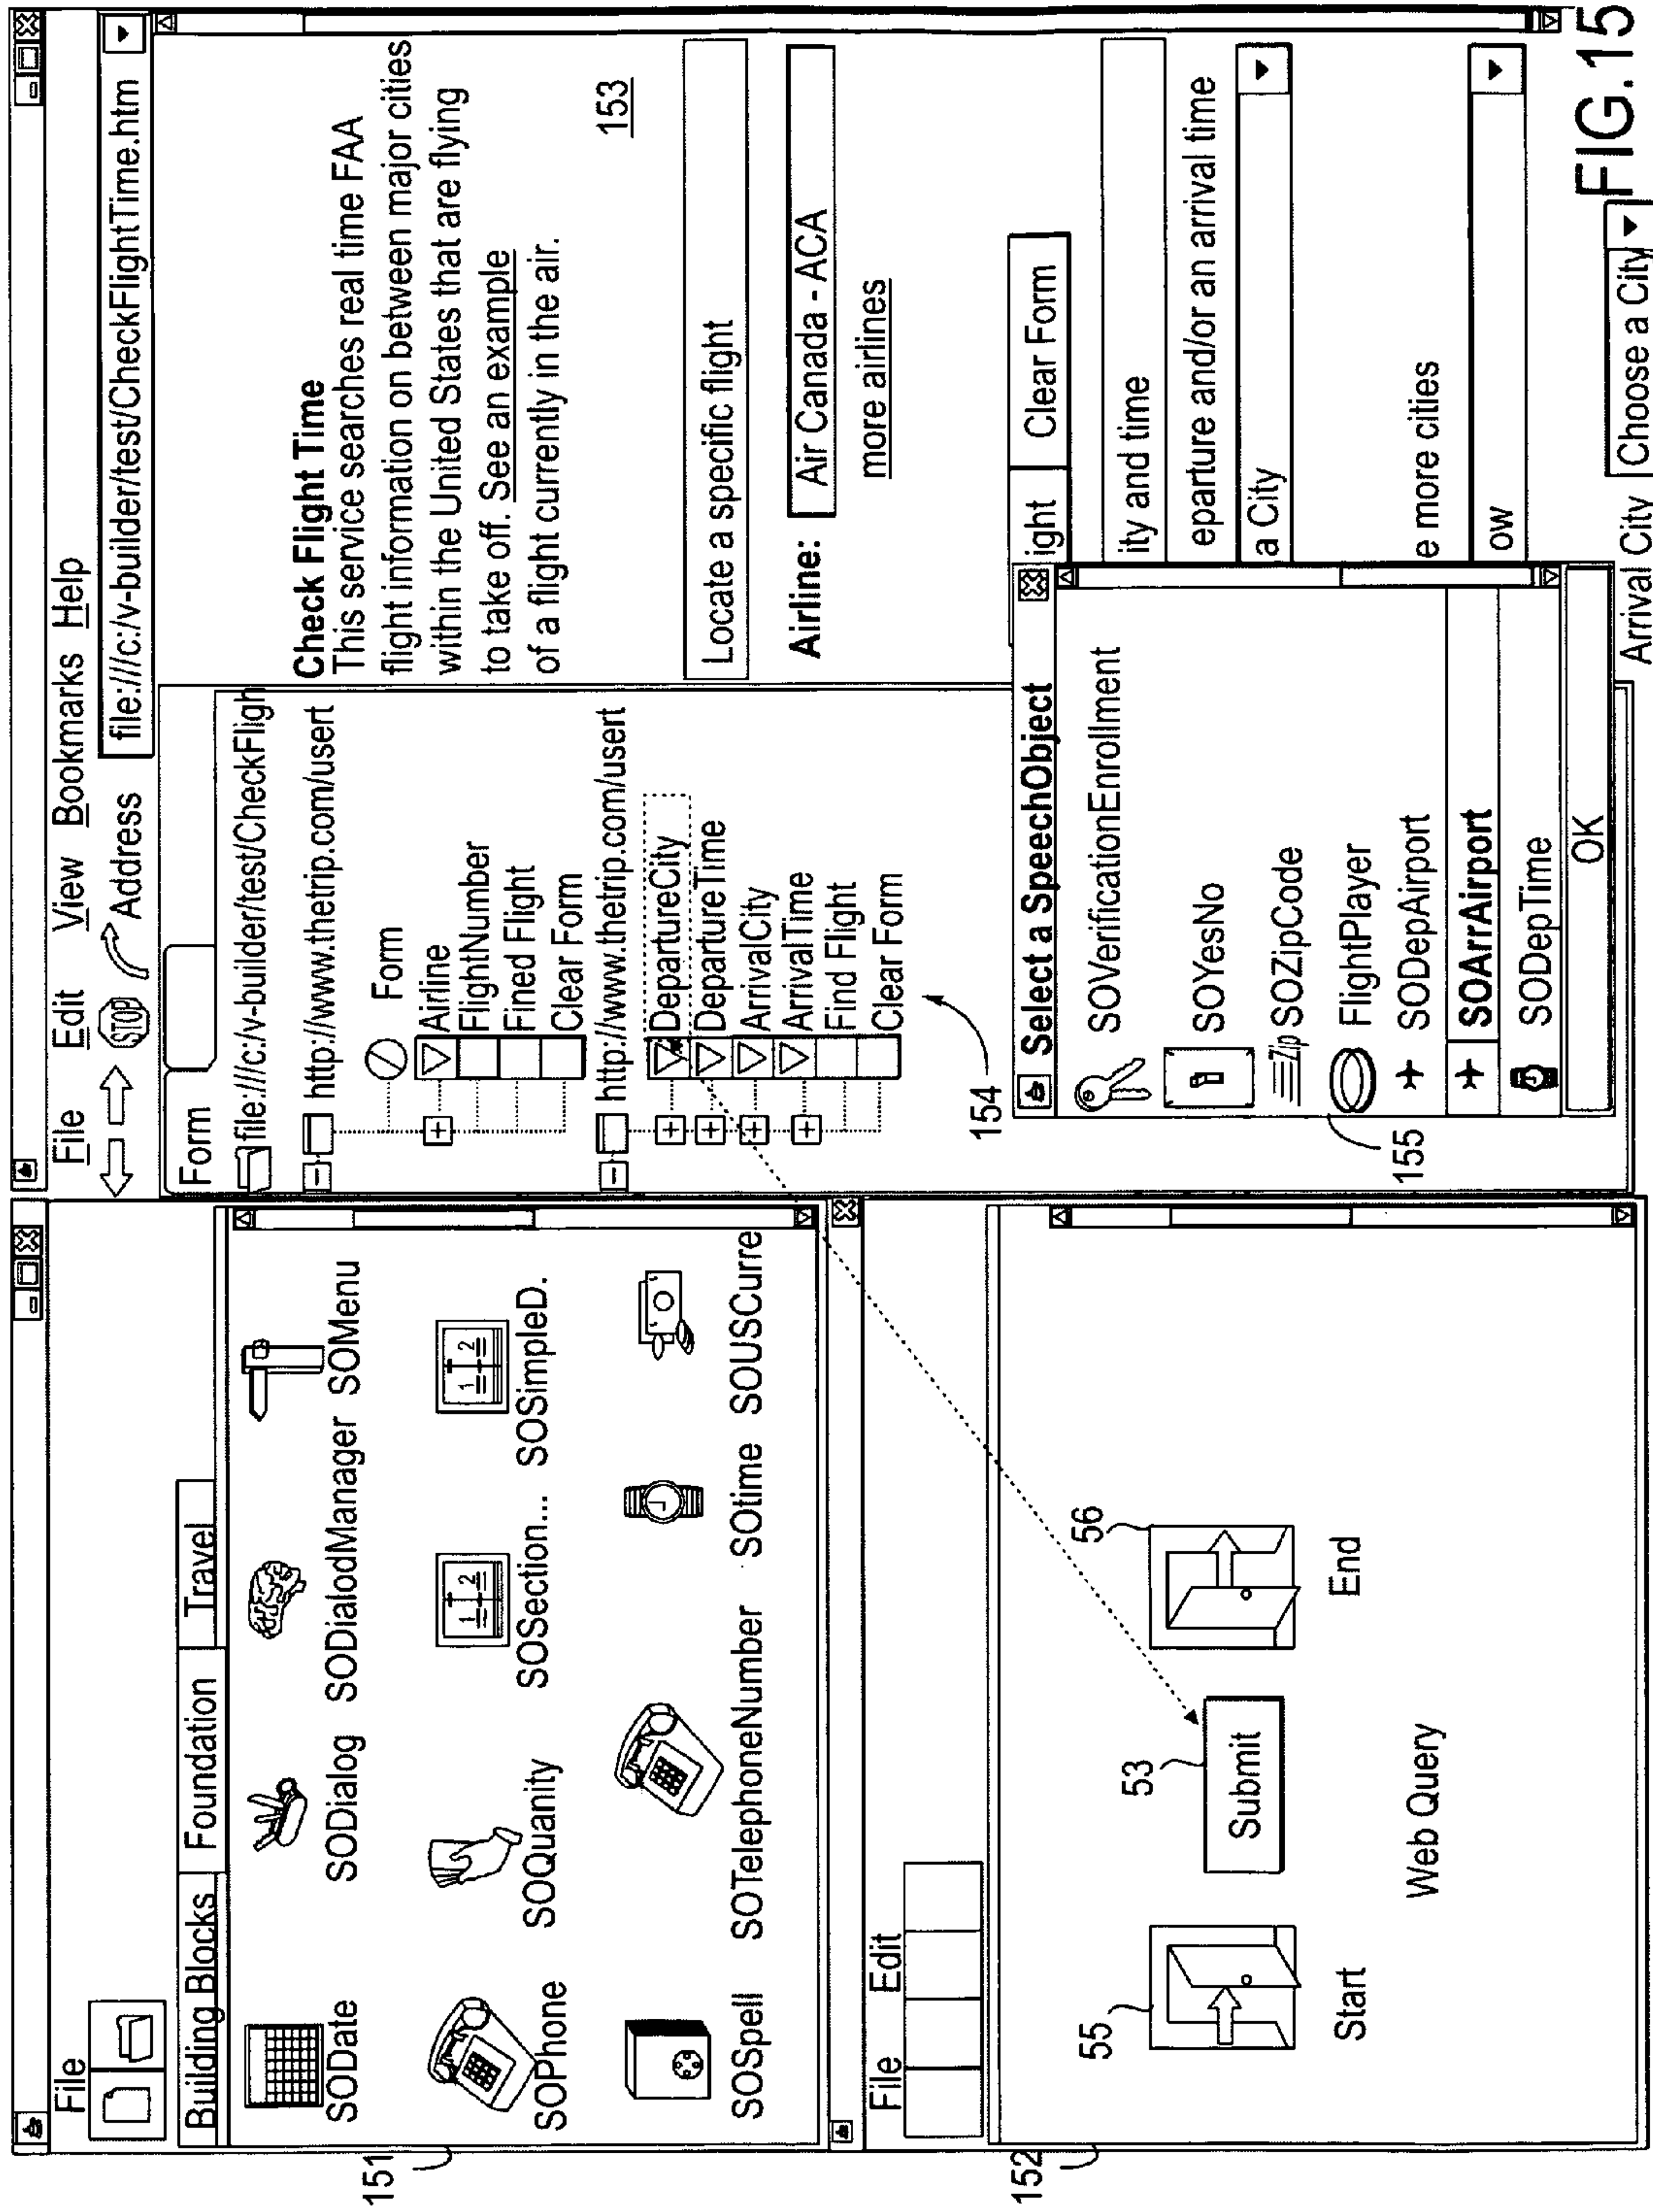 File
Building Blocks Foundation Travel
SODate SODialog SODialodManager SOMenu
SOPhone SOQuanity SOSection... SOSimpleD.
SOSpell SOTelephoneNumber SOtime SOUSCurre
151
File Edit
55
53
56
Submit
Start
End
Web Query
152
File Edit View Bookmarks Help
STOP
Address
file:///c:/v-builder/test/CheckFlightTime.htm
Form
file:///c:/v-builder/test/CheckFligh
http://www.thetrip.com/usert
Form
Airline
FlightNumber
Fined Flight
Clear Form
http://www.thetrip.com/usert
DepartureCity
DepartureTime
ArrivalCity
ArrivalTime
Find Flight
Clear Form
154
Check Flight Time
This service searches real time FAA
flight information on between major cities
within the United States that are flying
to take off. See an example
of a flight currently in the air.
153
Locate a specific flight
Airline: Air Canada - ACA
more airlines
ight Clear Form
ity and time
eparture and/or an arrival time
a City
e more cities
ow
Arrival City Choose a City
Select a SpeechObject
SOVerificationEnrollment
SOYesNo
Zip SOZipCode
FlightPlayer
SODepAirport
SOArrAirport
SODepTime
OK
155
FIG.15